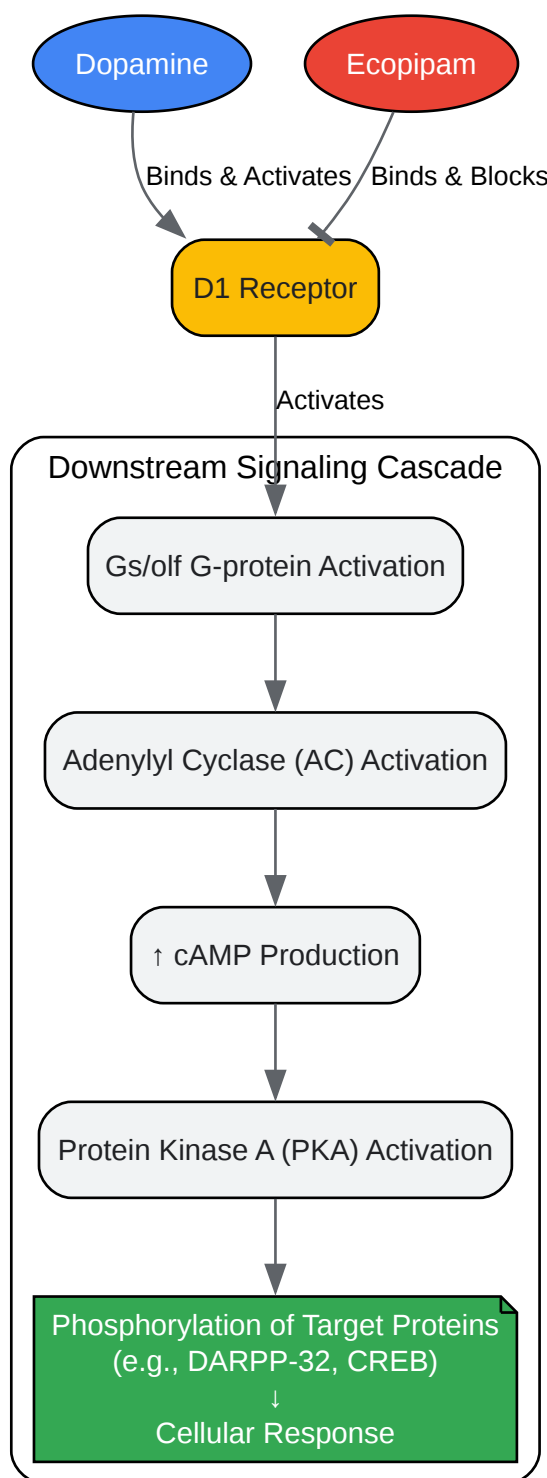 Dopamine
Ecopipam
Binds & Activates
Binds & Blocks
D1 Receptor
Activates
Downstream Signaling Cascade
Gs/olf G-protein Activation
Adenylyl Cyclase (AC) Activation
↑ cAMP Production
Protein Kinase A (PKA) Activation
Phosphorylation of Target Proteins
(e.g., DARPP-32, CREB)
↓
Cellular Response